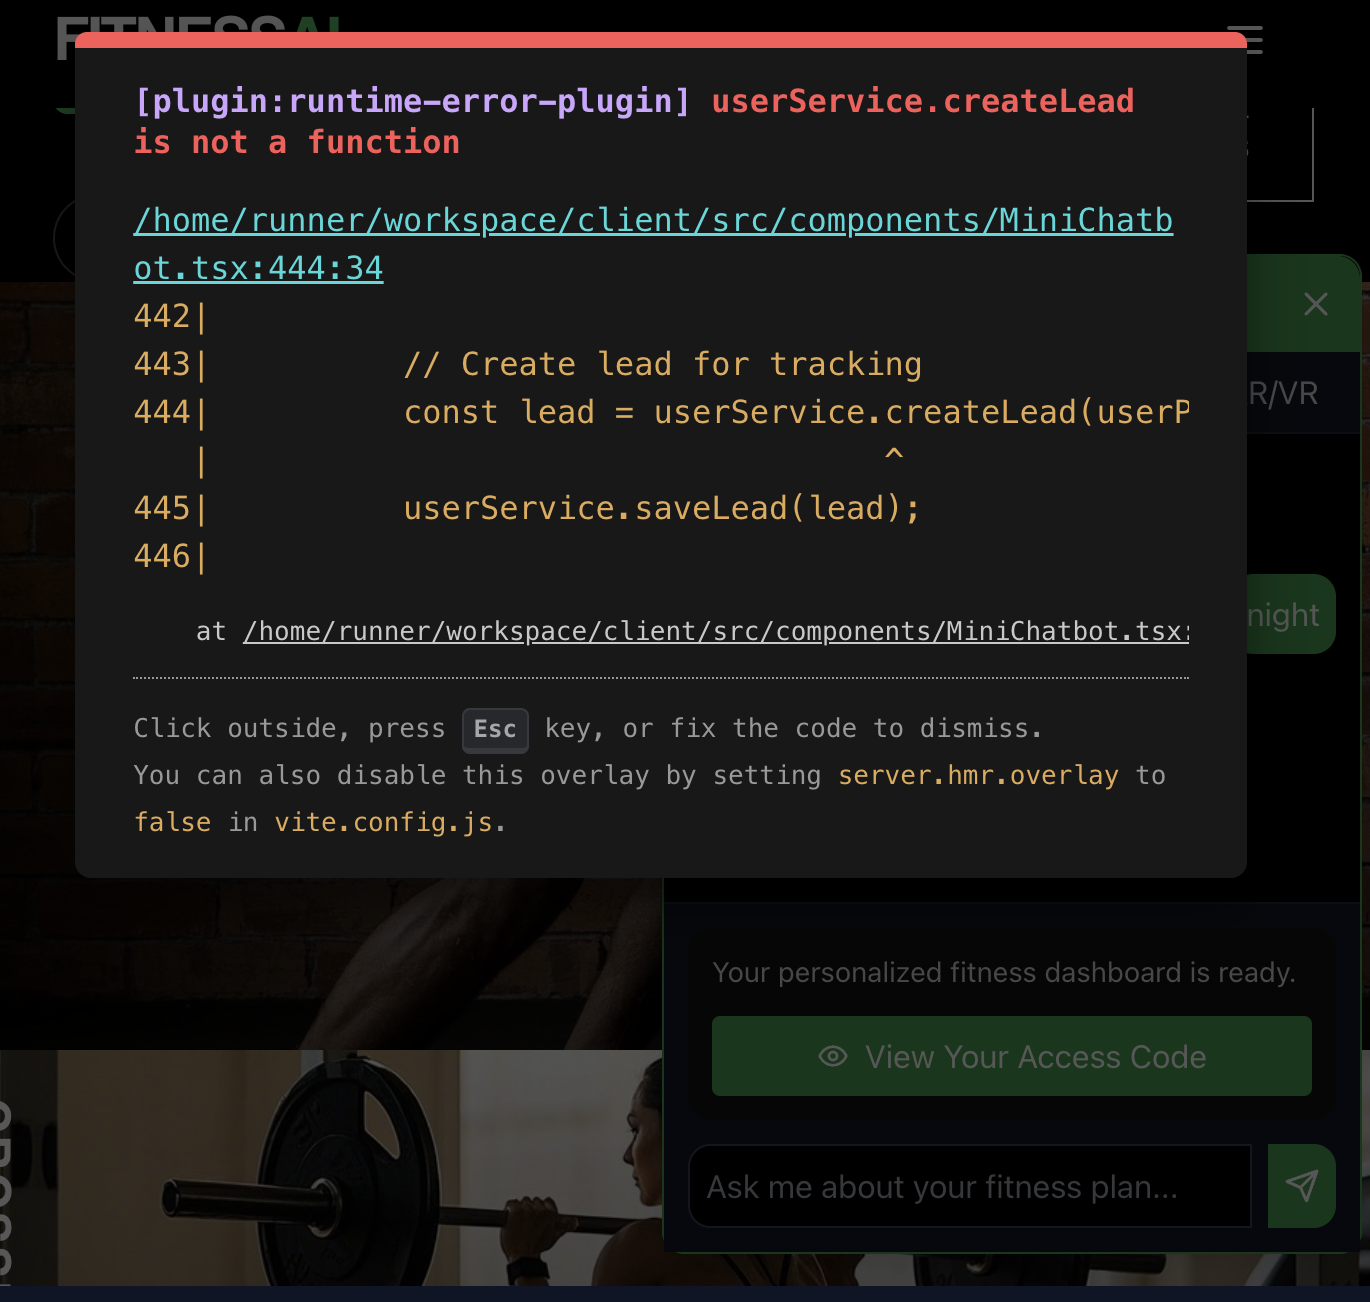 FITNESSAI
[plugin:runtime-error-plugin] userService.createLead
is not a function
/home/runner/workspace/client/src/components/MiniChatb
ot.tsx:444:34
442|
443| // Create lead for tracking
444| const lead = userService.createLead(userP
| ^
445| userService.saveLead(lead);
446|
at /home/runner/workspace/client/src/components/MiniChatbot.tsx:
Click outside, press Esc key, or fix the code to dismiss.
You can also disable this overlay by setting server.hmr.overlay to
false in vite.config.js.
R/VR
night
Your personalized fitness dashboard is ready.
View Your Access Code
Ask me about your fitness plan...